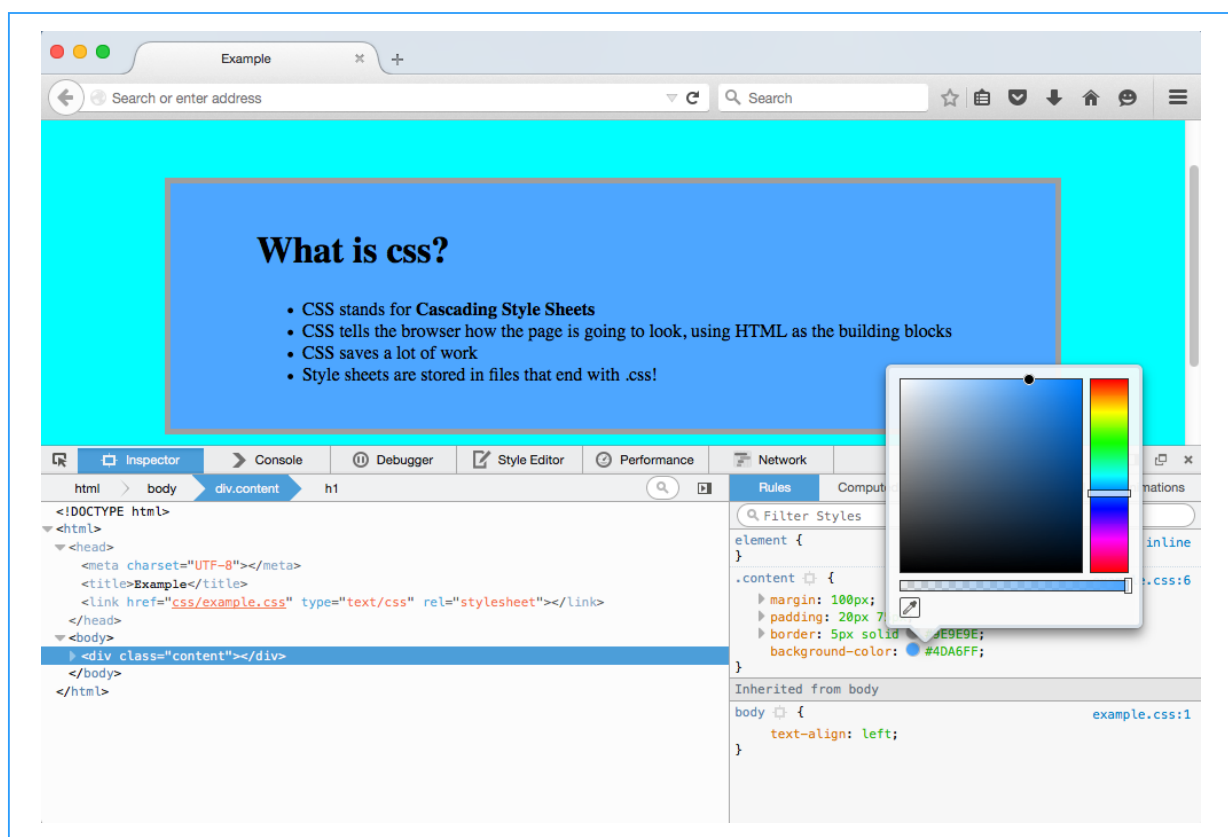 Example
Search or enter address
Search
What is css?
• CSS stands for Cascading Style Sheets
• CSS tells the browser how the page is going to look, using HTML as the building blocks
• CSS saves a lot of work
• Style sheets are stored in files that end with .css!
Inspector Console Debugger Style Editor Performance Network
html body div.content h1
Rules
<!DOCTYPE html>
<html>
<head>
<meta charset="UTF-8"></meta>
<title>Example</title>
<link href="css/example.css" type="text/css" rel="stylesheet"></link>
</head>
<body>
<div class="content"></div>
</body>
</html>
Filter Styles
element { inline
}
.content {
margin: 100px;
padding: 20px
border: 5px solid
background-color: #4DA6FF;
}
Inherited from body
body { example.css:1
text-align: left;
}